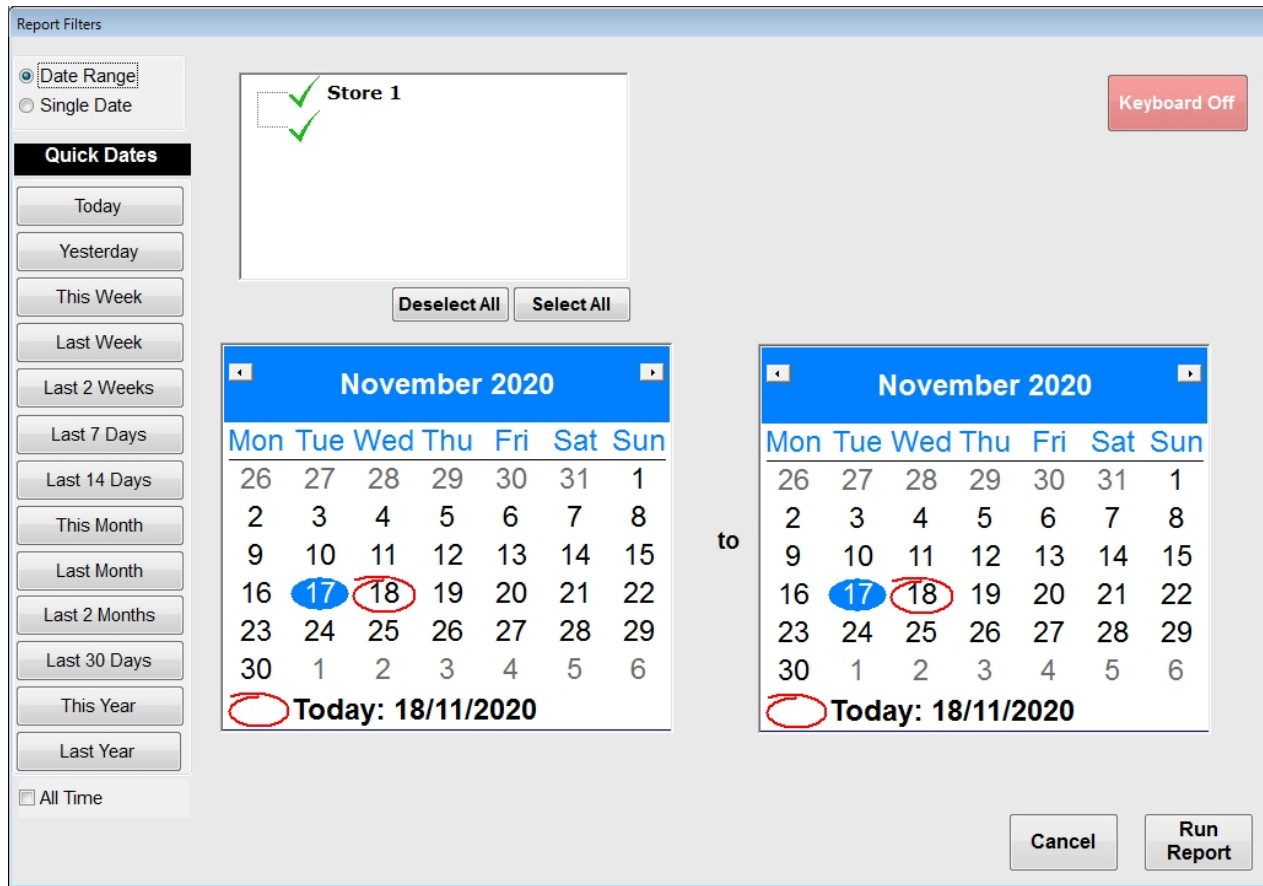 Report Filters
Date Range
Single Date
Quick Dates
Today
Yesterday
This Week
Last Week
Last 2 Weeks
Last 7 Days
Last 14 Days
This Month
Last Month
Last 2 Months
Last 30 Days
This Year
Last Year
All Time
Store 1
Deselect All Select All
Keyboard Off
November 2020
Mon Tue Wed Thu Fri Sat Sun
26 27 28 29 30 31 1
2 3 4 5 6 7 8
9 10 11 12 13 14 15
16 17 18 19 20 21 22
23 24 25 26 27 28 29
30 1 2 3 4 5 6
Today: 18/11/2020
to
November 2020
Mon Tue Wed Thu Fri Sat Sun
26 27 28 29 30 31 1
2 3 4 5 6 7 8
9 10 11 12 13 14 15
16 17 18 19 20 21 22
23 24 25 26 27 28 29
30 1 2 3 4 5 6
Today: 18/11/2020
Cancel
Run
Report